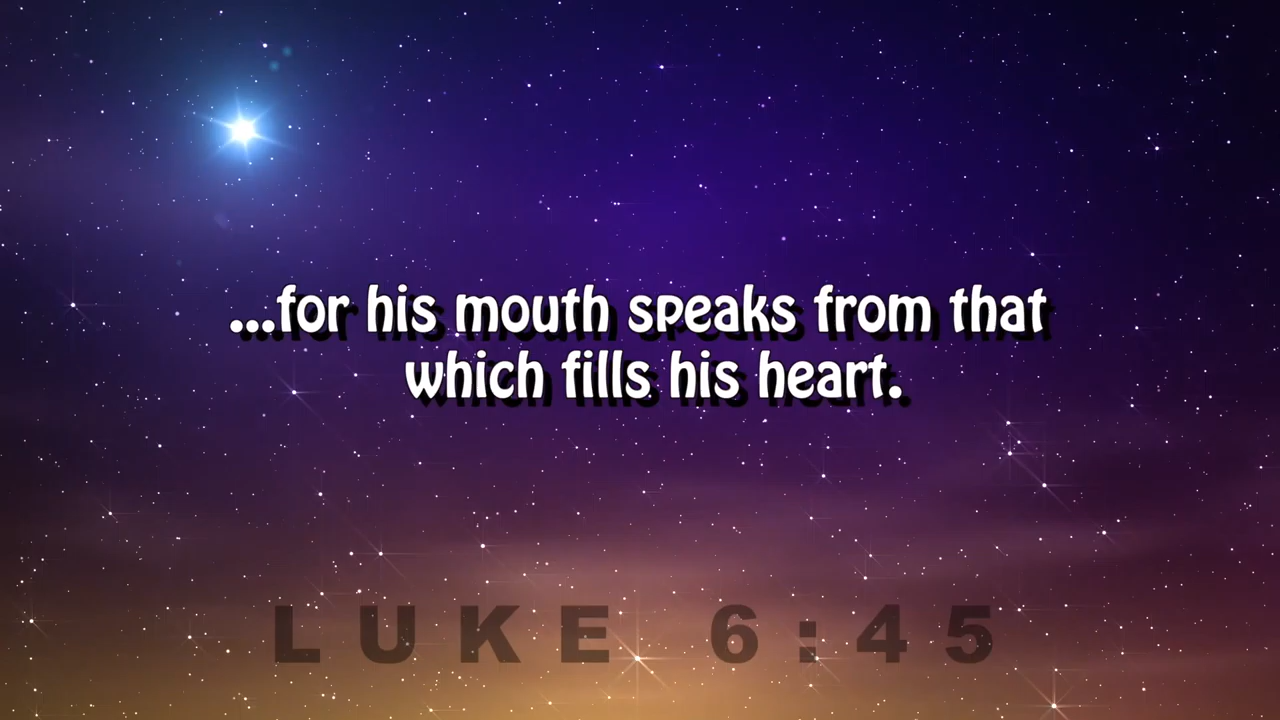 ...for his mouth speaks from that
which fills his heart.
LUKE 6:45